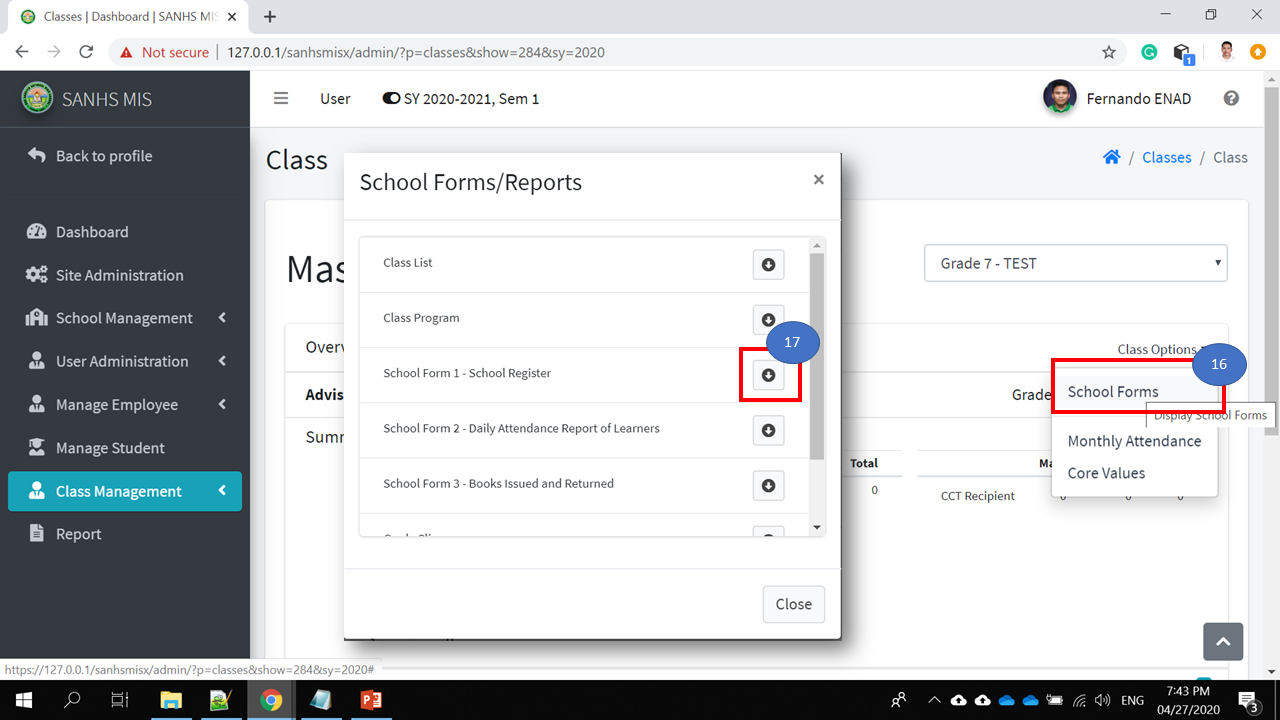 Classes | Dashboard | SANHS MIS
Not secure
127.0.0.1/sanhsmisx/admin/?p=classes&show=284&sy=2020
1
SANHS MIS
User
SY 2020-2021, Sem 1
Fernando ENAD
Back to profile
Dashboard
Site Administration
School Management
User Administration
Manage Employee
Manage Student
Class Management
Report
Class
/ Classes / Class
School Forms/Reports
×
Class List
Class Program
School Form 1 - School Register
School Form 2 - Daily Attendance Report of Learners
School Form 3 - Books Issued and Returned
Close
17
Mas
Grade 7 - TEST
Overv
Class Options
16
Advis
Grade
Summ
School Forms
Display School Forms
Monthly Attendance
Core Values
Total
Ma
0
CCT Recipient
0 0 0
https://127.0.0.1/sanhsmisx/admin/?p=classes&show=284&sy=2020#
ENG
7:43 PM
04/27/2020
3